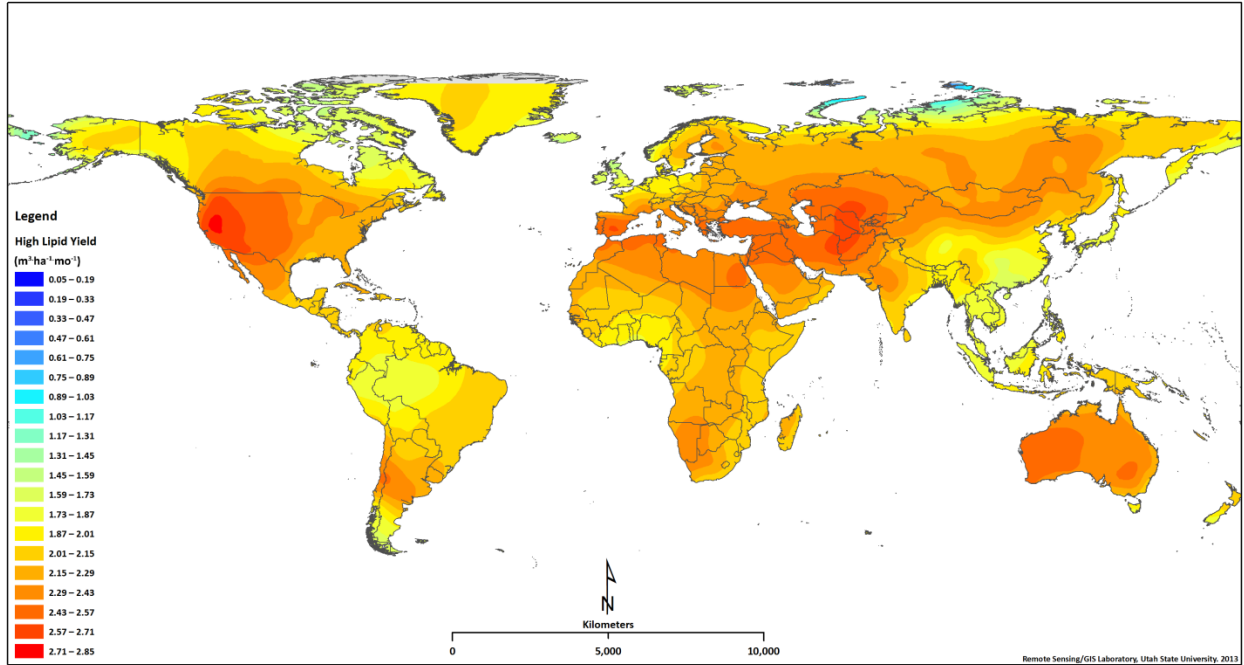 Legend
High Lipid Yield
(m³·ha⁻¹·mo⁻¹)
0.05 – 0.19
0.19 – 0.33
0.33 – 0.47
0.47 – 0.61
0.61 – 0.75
0.75 – 0.89
0.89 – 1.03
1.03 – 1.17
1.17 – 1.31
1.31 – 1.45
1.45 – 1.59
1.59 – 1.73
1.73 – 1.87
1.87 – 2.01
2.01 – 2.15
2.15 – 2.29
2.29 – 2.43
2.43 – 2.57
2.57 – 2.71
2.71 – 2.85
N
Kilometers
0 5,000 10,000
Remote Sensing/GIS Laboratory, Utah State University. 2013